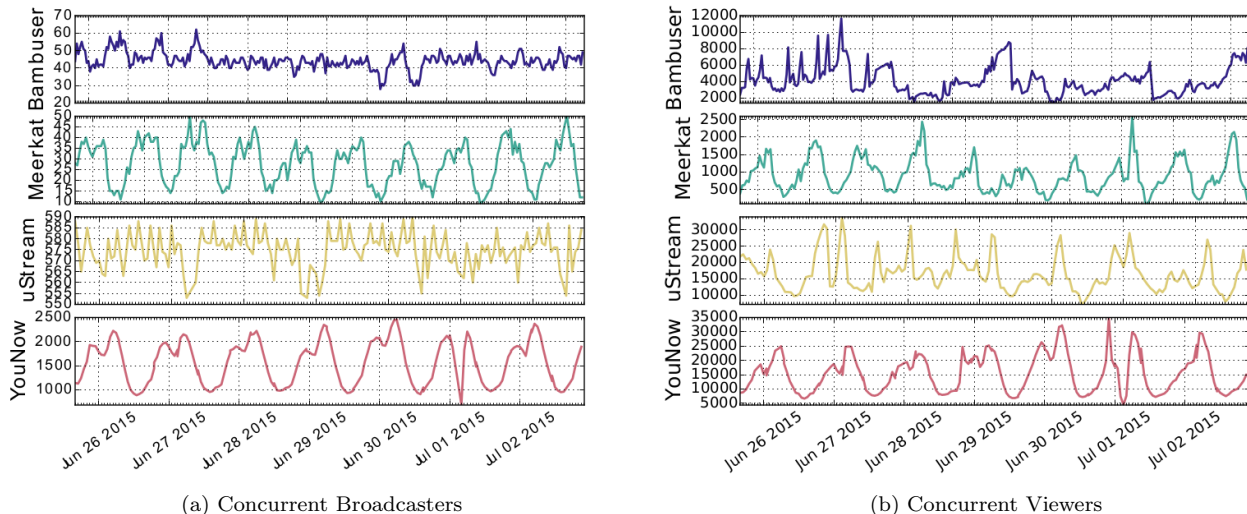 Bambuser
70
60
50
40
30
20
Meerkat
50
45
40
35
30
25
20
15
10
uStream
590
585
580
575
570
565
560
555
550
YouNow
2500
2000
1500
1000
Jun 26 2015
Jun 27 2015
Jun 28 2015
Jun 29 2015
Jun 30 2015
Jul 01 2015
Jul 02 2015
(a) Concurrent Broadcasters
Bambuser
12000
10000
8000
6000
4000
2000
Meerkat
2500
2000
1500
1000
500
uStream
30000
25000
20000
15000
10000
YouNow
35000
30000
25000
20000
15000
10000
5000
Jun 26 2015
Jun 27 2015
Jun 28 2015
Jun 29 2015
Jun 30 2015
Jul 01 2015
Jul 02 2015
(b) Concurrent Viewers